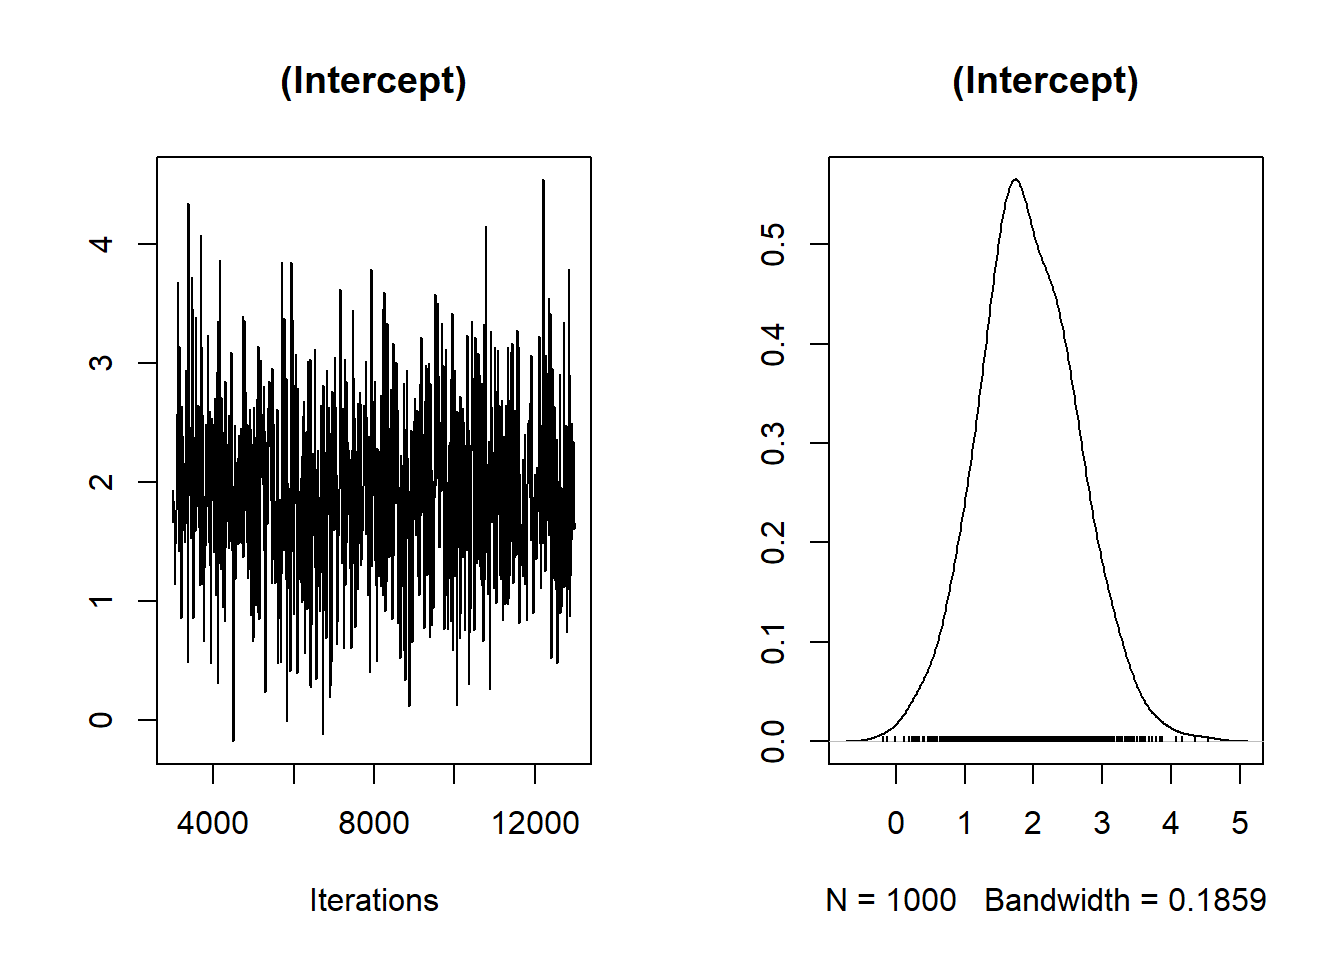 (Intercept)
4
3
2
1
0
4000 8000 12000
Iterations
(Intercept)
0.5
0.4
0.3
0.2
0.1
0.0
0 1 2 3 4 5
N = 1000 Bandwidth = 0.1859